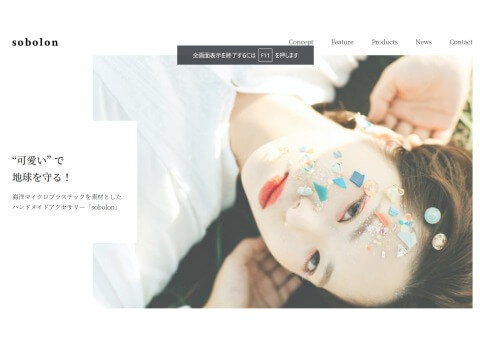 sobolon
Concept Feature Products News Contact
全画面表示を終了するには F11 を押します
“可愛い” で
地球を守る！
海洋マイクロプラスチックを素材とした
ハンドメイドアクセサリー「sobolon」